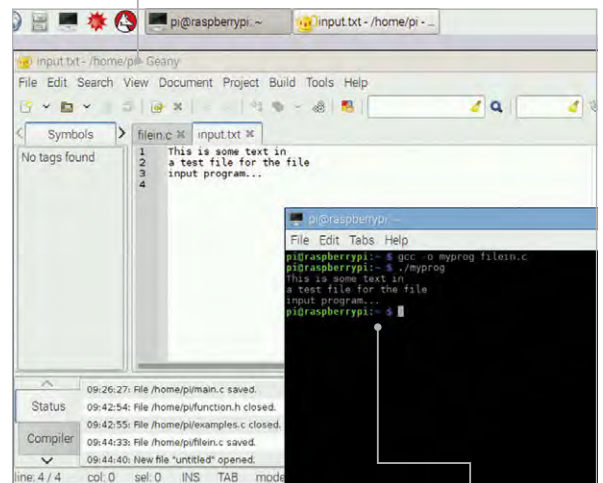 pi@raspberrypi: ~ input.txt - /home/pi - ...
input.txt - /home/pi - Geany
File Edit Search View Document Project Build Tools Help
Symbols filein.c input.txt
No tags found
1 This is some text in
2 a test file for the file
3 input program...
4
pi@raspberrypi: ~
File Edit Tabs Help
pi@raspberrypi:~ $ gcc -o myprog filein.c
pi@raspberrypi:~ $ ./myprog
This is some text in
a test file for the file
input program...
pi@raspberrypi:~ $
Status
Compiler
09:26:27: File /home/pi/main.c saved.
09:42:54: File /home/pi/function.h closed.
09:42:55: File /home/pi/examples.c closed.
09:44:33: File /home/pi/filein.c saved.
09:44:40: New file "untitled" opened.
line: 4 / 4 col: 0 sel: 0 INS TAB mode